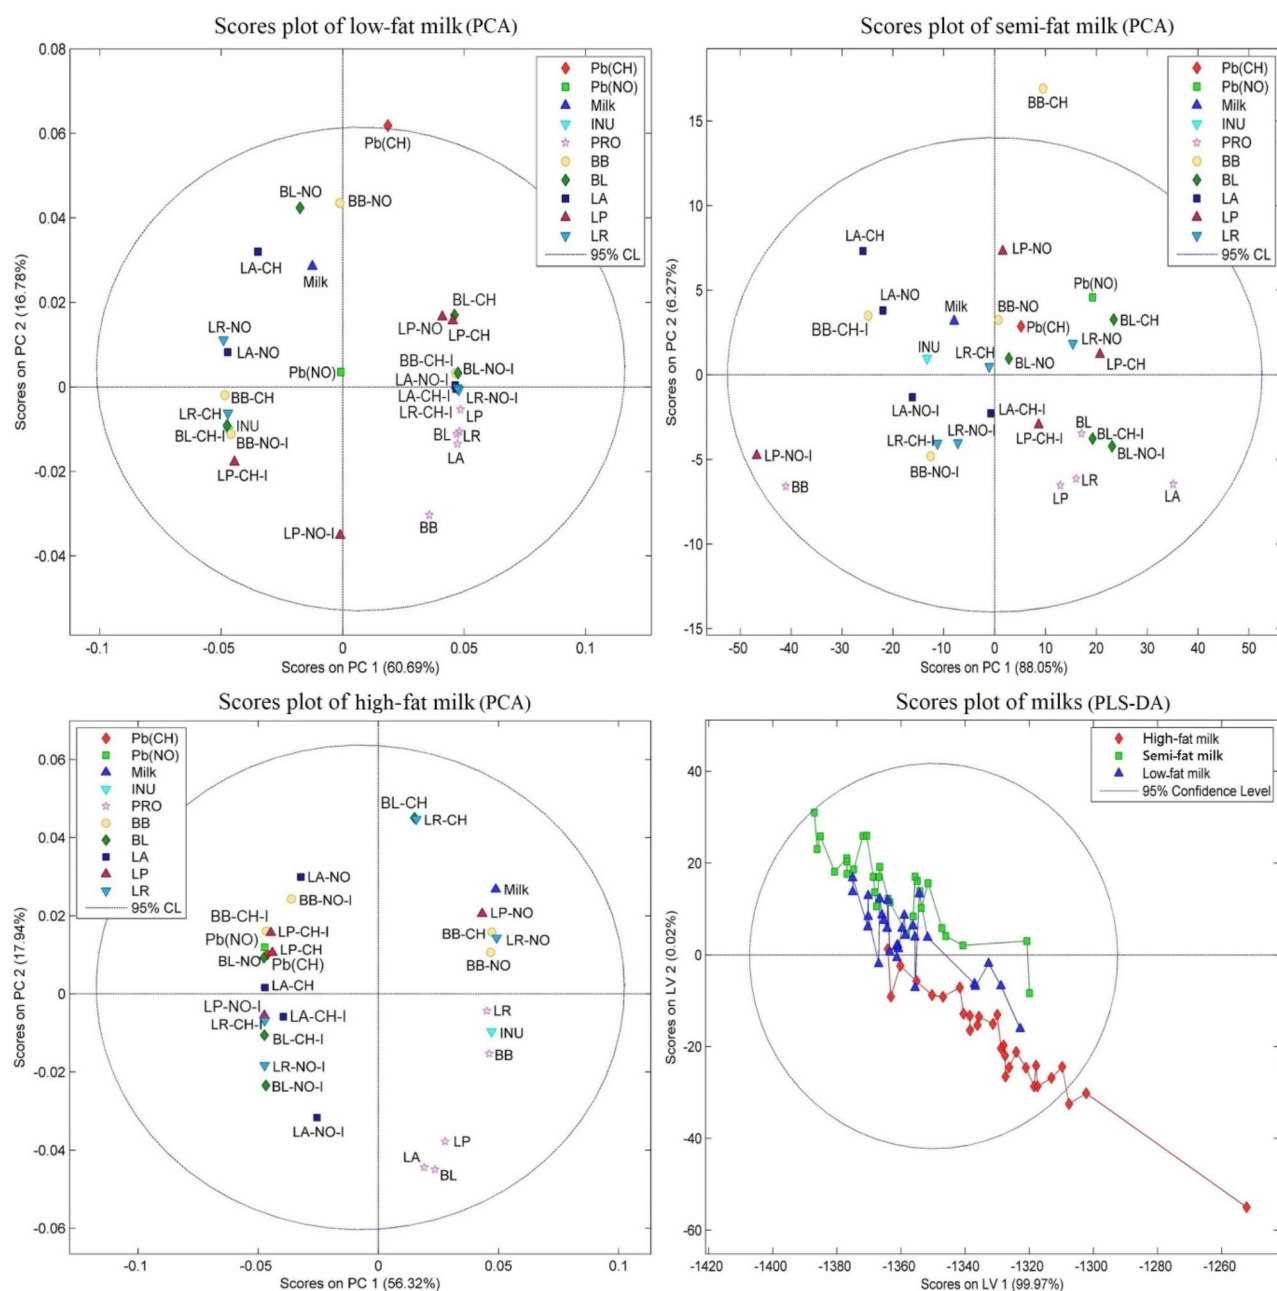 Scores plot of low-fat milk (PCA)
0.08
0.06
0.04
0.02
0
-0.02
-0.04
-0.1
-0.05
0
0.05
0.1
Scores on PC 2 (16.78%)
Scores on PC 1 (60.69%)
Pb(CH)
Pb(NO)
Milk
INU
PRO
BB
BL
LA
LP
LR
95% CL
Pb(CH)
BL-NO
BB-NO
LA-CH
Milk
BL-CH
LP-NO
LP-CH
LR-NO
LA-NO
Pb(NO)
BB-CH-I
BL-NO-I
LA-NO-I
LA-CH-I
LR-NO-I
LR-CH-I
LP
BB-CH
LR-CH
INU
BL-CH-I
BB-NO-I
BL
LR
LA
LP-CH-I
BB
LP-NO-I
Scores plot of semi-fat milk (PCA)
15
10
5
0
-5
-10
-15
-50
-40
-30
-20
-10
0
10
20
30
40
50
Scores on PC 2 (6.27%)
Scores on PC 1 (88.05%)
Pb(CH)
Pb(NO)
Milk
INU
PRO
BB
BL
LA
LP
LR
95% CL
BB-CH
LA-CH
LP-NO
LA-NO
Pb(NO)
BB-CH-I
Milk
BB-NO
Pb(CH)
BL-CH
LR-NO
INU
LR-CH
BL-NO
LP-CH
LA-NO-I
LA-CH-I
LR-CH-I
LR-NO-I
LP-CH-I
BL
BL-CH-I
BL-NO-I
LP-NO-I
BB-NO-I
BB
LP
LR
LA
Scores plot of high-fat milk (PCA)
0.06
0.04
0.02
0
-0.02
-0.04
-0.06
-0.1
-0.05
0
0.05
0.1
Scores on PC 2 (17.94%)
Scores on PC 1 (56.32%)
Pb(CH)
Pb(NO)
Milk
INU
PRO
BB
BL
LA
LP
LR
95% CL
BL-CH
LR-CH
LA-NO
BB-NO-I
Milk
LP-NO
BB-CH-I
LP-CH-I
BB-CH
LR-NO
Pb(NO)
LP-CH
BB-NO
BL-NO
Pb(CH)
LA-CH
LP-NO-I
LA-CH-I
LR-CH-I
BL-CH-I
LR
INU
BB
LR-NO-I
BL-NO-I
LA-NO-I
LP
LA
BL
Scores plot of milks (PLS-DA)
40
20
0
-20
-40
-60
-1420
-1400
-1380
-1360
-1340
-1320
-1300
-1280
-1260
Scores on LV 2 (0.02%)
Scores on LV 1 (99.97%)
High-fat milk
Semi-fat milk
Low-fat milk
95% Confidence Level